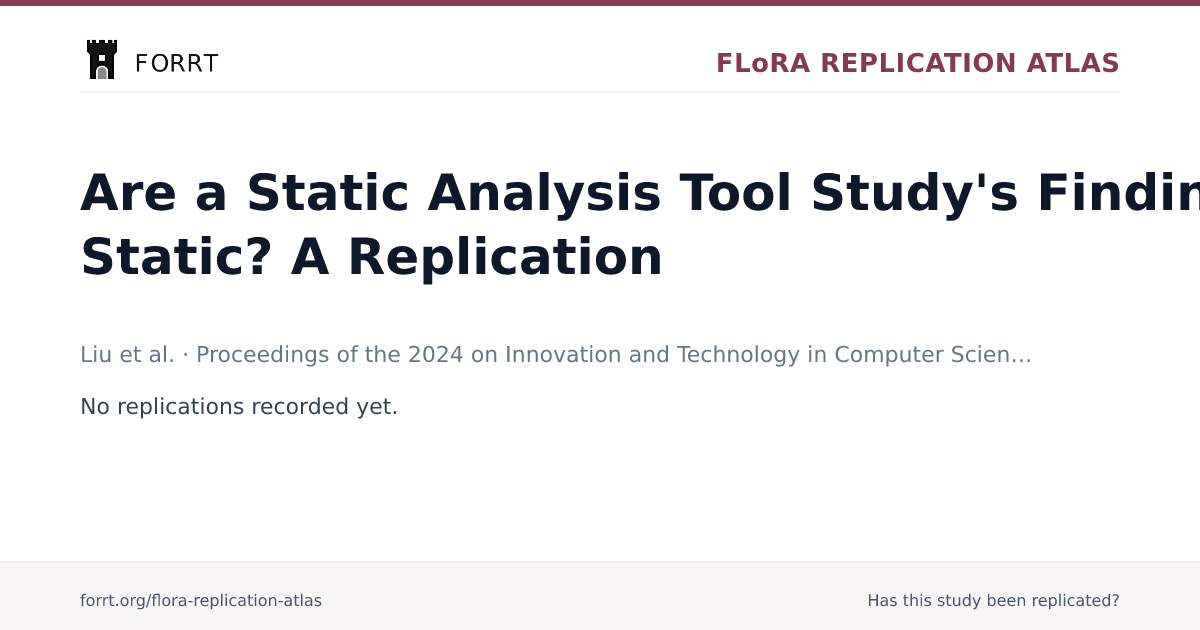 FORRT
FLoRA REPLICATION ATLAS
Are a Static Analysis Tool Study's Findin
Static? A Replication
Liu et al. · Proceedings of the 2024 on Innovation and Technology in Computer Scien…
No replications recorded yet.
forrt.org/flora-replication-atlas
Has this study been replicated?